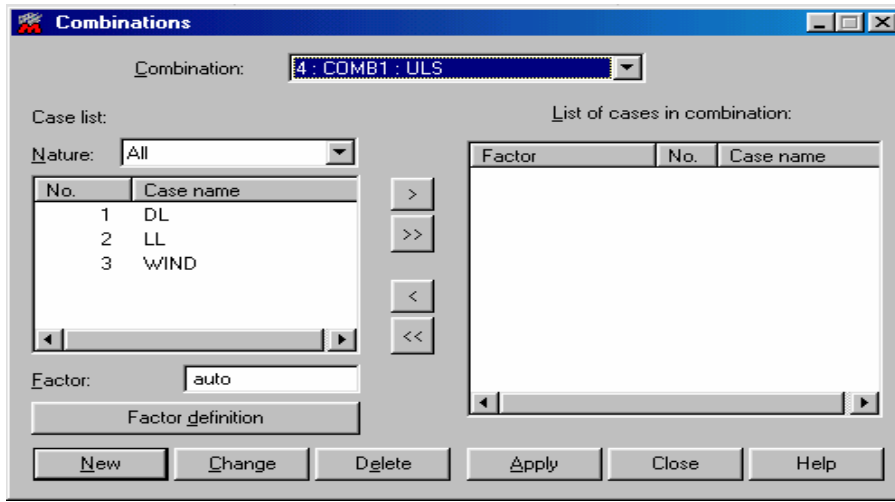 Combinations
Combination: 4 : COMB1 : ULS
Case list:
Nature: All
No. Case name
1 DL
2 LL
3 WIND
Factor: auto
Factor definition
>
>>
<
<<
List of cases in combination:
Factor No. Case name
New Change Delete Apply Close Help